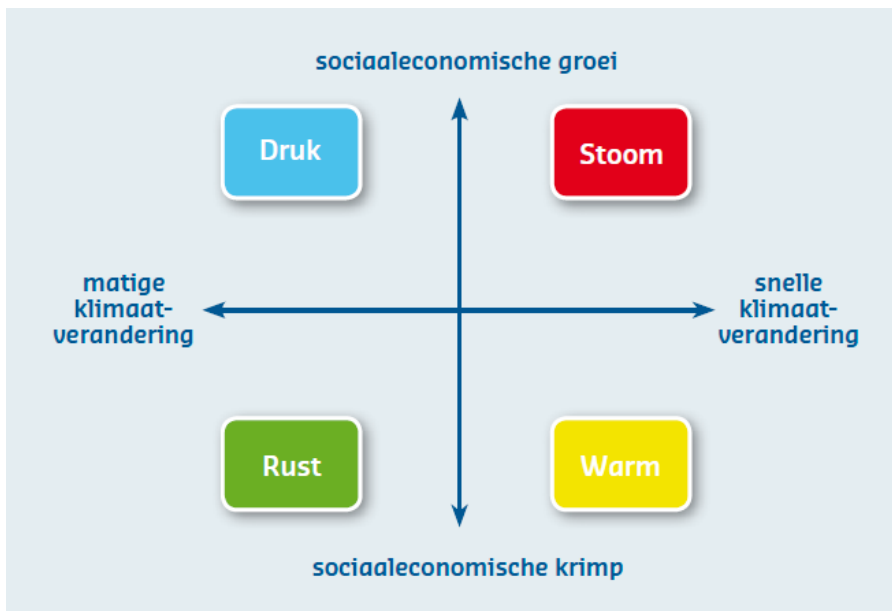 sociaaleconomische groei
Druk
Stoom
matige
klimaat-
verandering
snelle
klimaat-
verandering
Rust
Warm
sociaaleconomische krimp